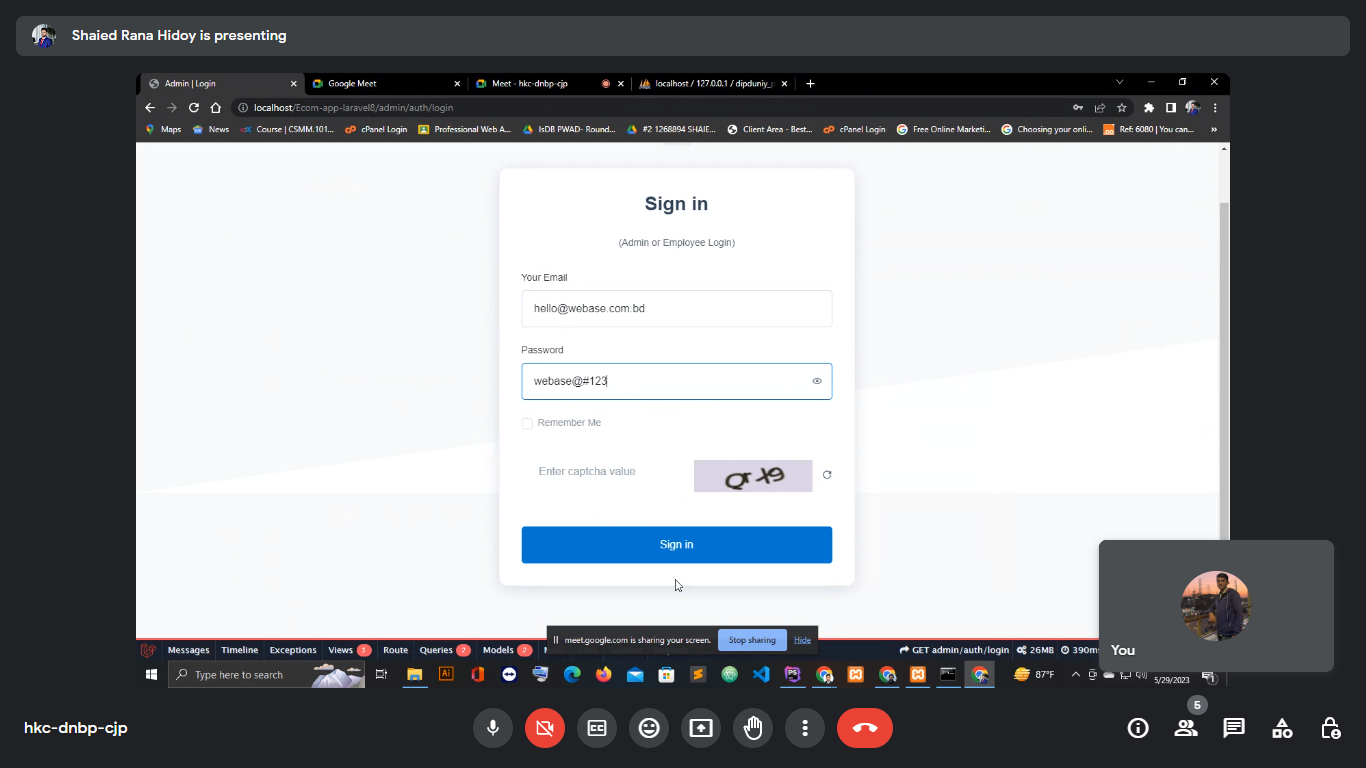 Shaied Rana Hidoy is presenting
Admin | Login
Google Meet
Meet - hkc-dnbp-cjp
localhost / 127.0.0.1 / dipduniy_p
localhost/Ecom-app-laravel8/admin/auth/login
Maps
News
Course | CSMM.101...
cPanel Login
Professional Web A...
IsDB PWAD- Round...
#2 1268894 SHAIE...
Client Area - Best...
cPanel Login
Free Online Marketi...
Choosing your onli...
Ref: 6080 | You can...
»
Sign in
(Admin or Employee Login)
Your Email
hello@webase.com.bd
Password
webase@#123
Remember Me
Enter captcha value
Sign in
You
meet.google.com is sharing your screen.
Stop sharing
Hide
Messages
Timeline
Exceptions
Views 1
Route
Queries 2
Models 2
GET admin/auth/login
26MB
390ms
Type here to search
87°F
5/29/2023
hkc-dnbp-cjp
5